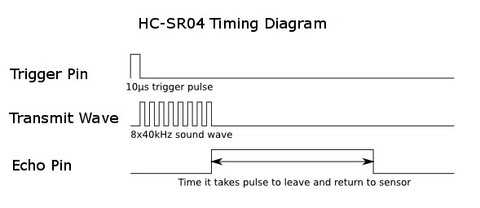 HC-SR04 Timing Diagram
Trigger Pin
10µs trigger pulse
Transmit Wave
8x40kHz sound wave
Echo Pin
Time it takes pulse to leave and return to sensor